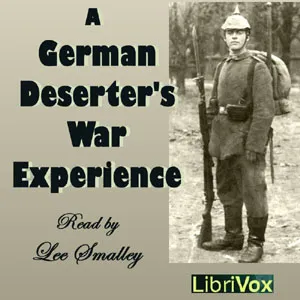 A
German
Deserter's
War
Experience
Read by
Lee Smalley
LibriVox